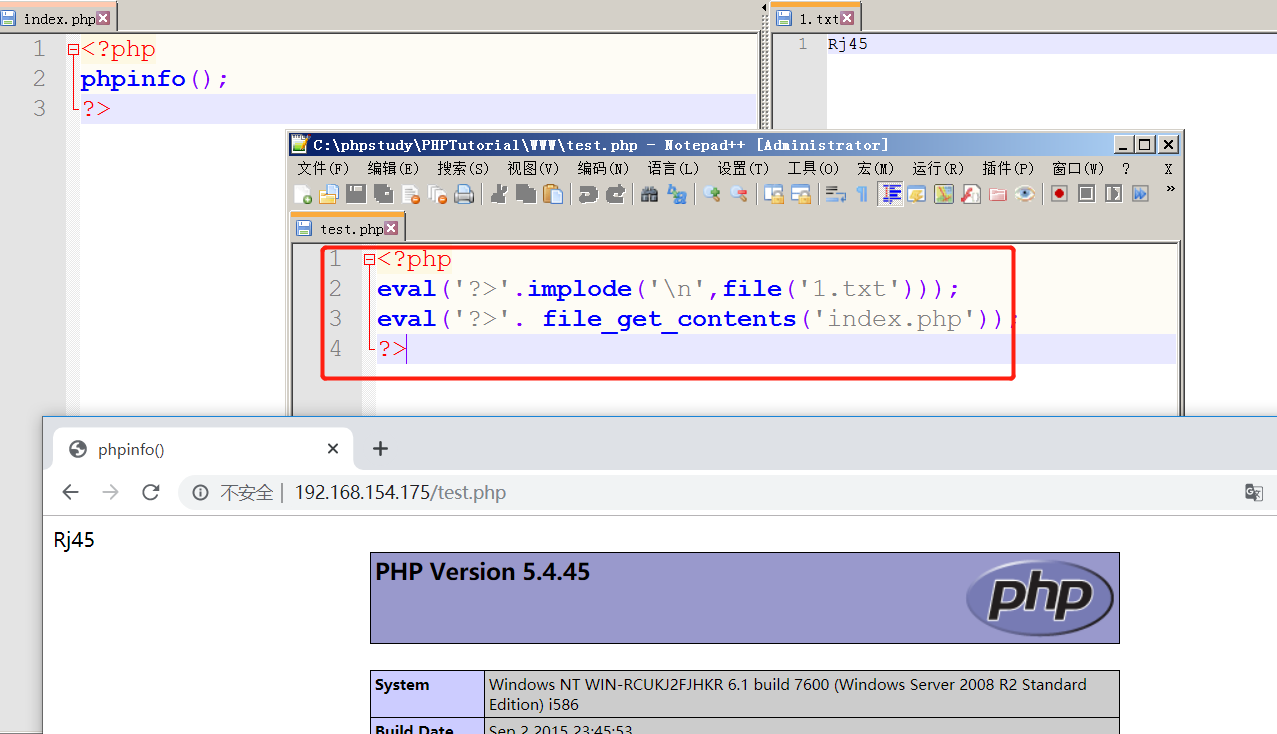 index.php
1 <?php
2 phpinfo();
3 ?>
1.txt
1 Rj45
C:\phpstudy\PHPTutorial\WWW\test.php - Notepad++ [Administrator]
文件(F) 编辑(E) 搜索(S) 视图(V) 编码(N) 语言(L) 设置(T) 工具(O) 宏(M) 运行(R) 插件(P) 窗口(W) ? X
test.php
1 <?php
2 eval('?>'.implode('\n',file('1.txt')));
3 eval('?>'. file_get_contents('index.php'));
4 ?>
phpinfo()
不安全 | 192.168.154.175/test.php
Rj45
PHP Version 5.4.45
php
System
Windows NT WIN-RCUKJ2FJHKR 6.1 build 7600 (Windows Server 2008 R2 Standard
Edition) i586
Build Date
Sep 2 2015 23:45:53